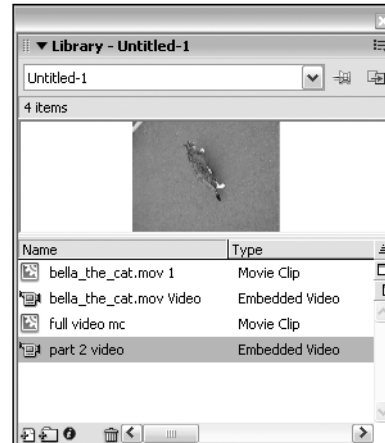 Library - Untitled-1
Untitled-1
4 items
Name Type
bella_the_cat.mov 1 Movie Clip
bella_the_cat.mov Video Embedded Video
full video mc Movie Clip
part 2 video Embedded Video